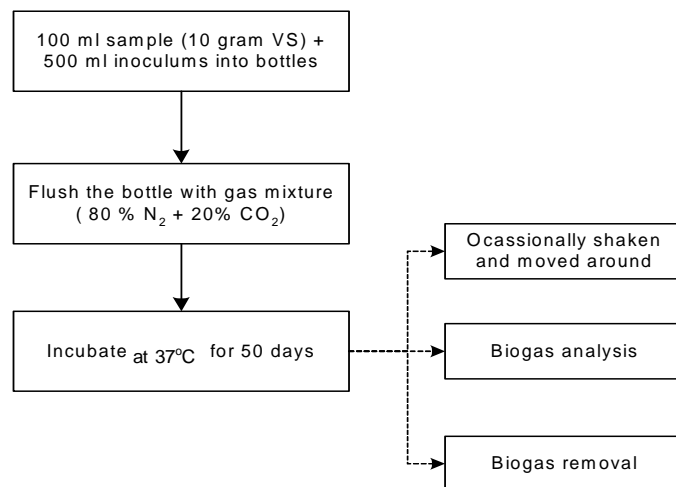 100 ml sample (10 gram VS) +
500 ml inoculums into bottles
Flush the bottle with gas mixture
( 80 % N₂ + 20% CO₂)
Incubate at 37°C for 50 days
Ocassionally shaken
and moved around
Biogas analysis
Biogas removal